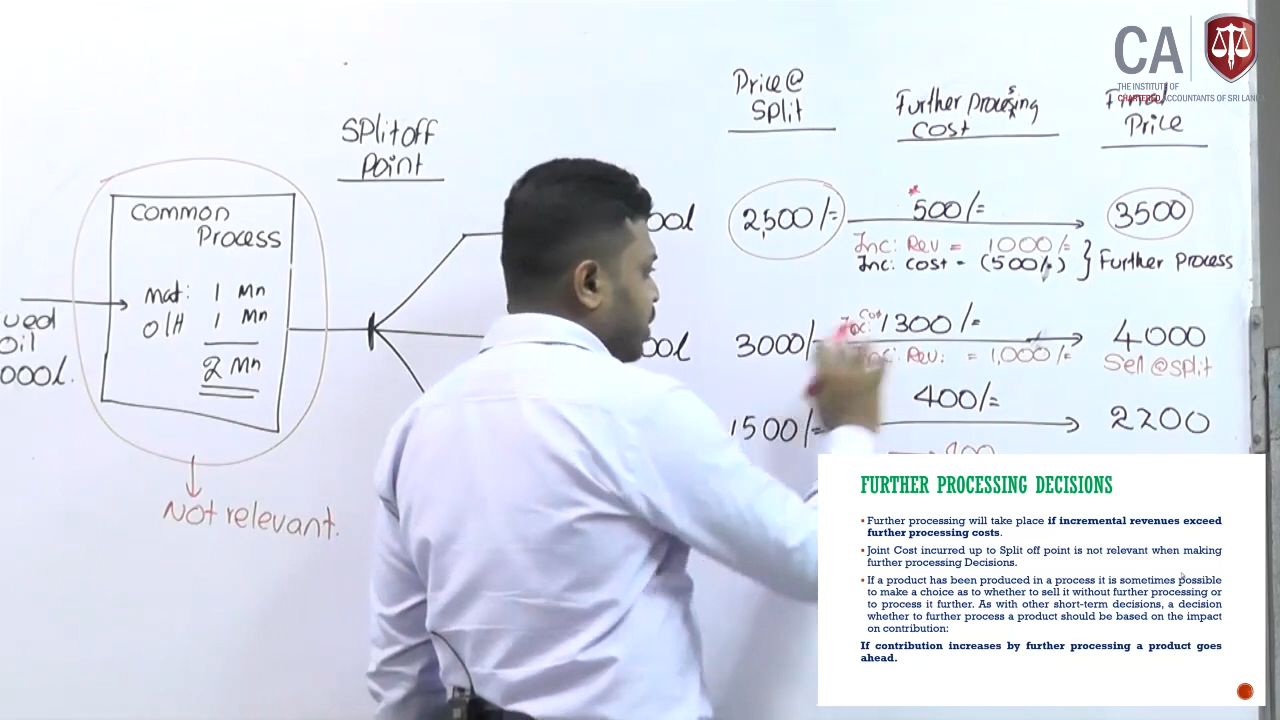 CA
THE INSTITUTE OF
CHARTERED ACCOUNTANTS OF SRI LANKA
Price@
Split
Further Processing
Cost
Final
Price
Splitoff
Point
Common
Process
mat: 1 Mn
O/H 1 Mn
2 Mn
Not relevant.
oil
000l.
2,500/=
500/=
3500
Inc: Rev = 1000/=
Inc: Cost - (500/=)
Further Process
3000/=
Cost
1300/=
4000
Inc: Rev: = 1,000/=
Sell @ split
1500/=
400/=
2200
FURTHER PROCESSING DECISIONS
▪ Further processing will take place if incremental revenues exceed
further processing costs.
▪ Joint Cost incurred up to Split off point is not relevant when making
further processing Decisions.
▪ If a product has been produced in a process it is sometimes possible
to make a choice as to whether to sell it without further processing or
to process it further. As with other short-term decisions, a decision
whether to further process a product should be based on the impact
on contribution:
If contribution increases by further processing a product goes
ahead.